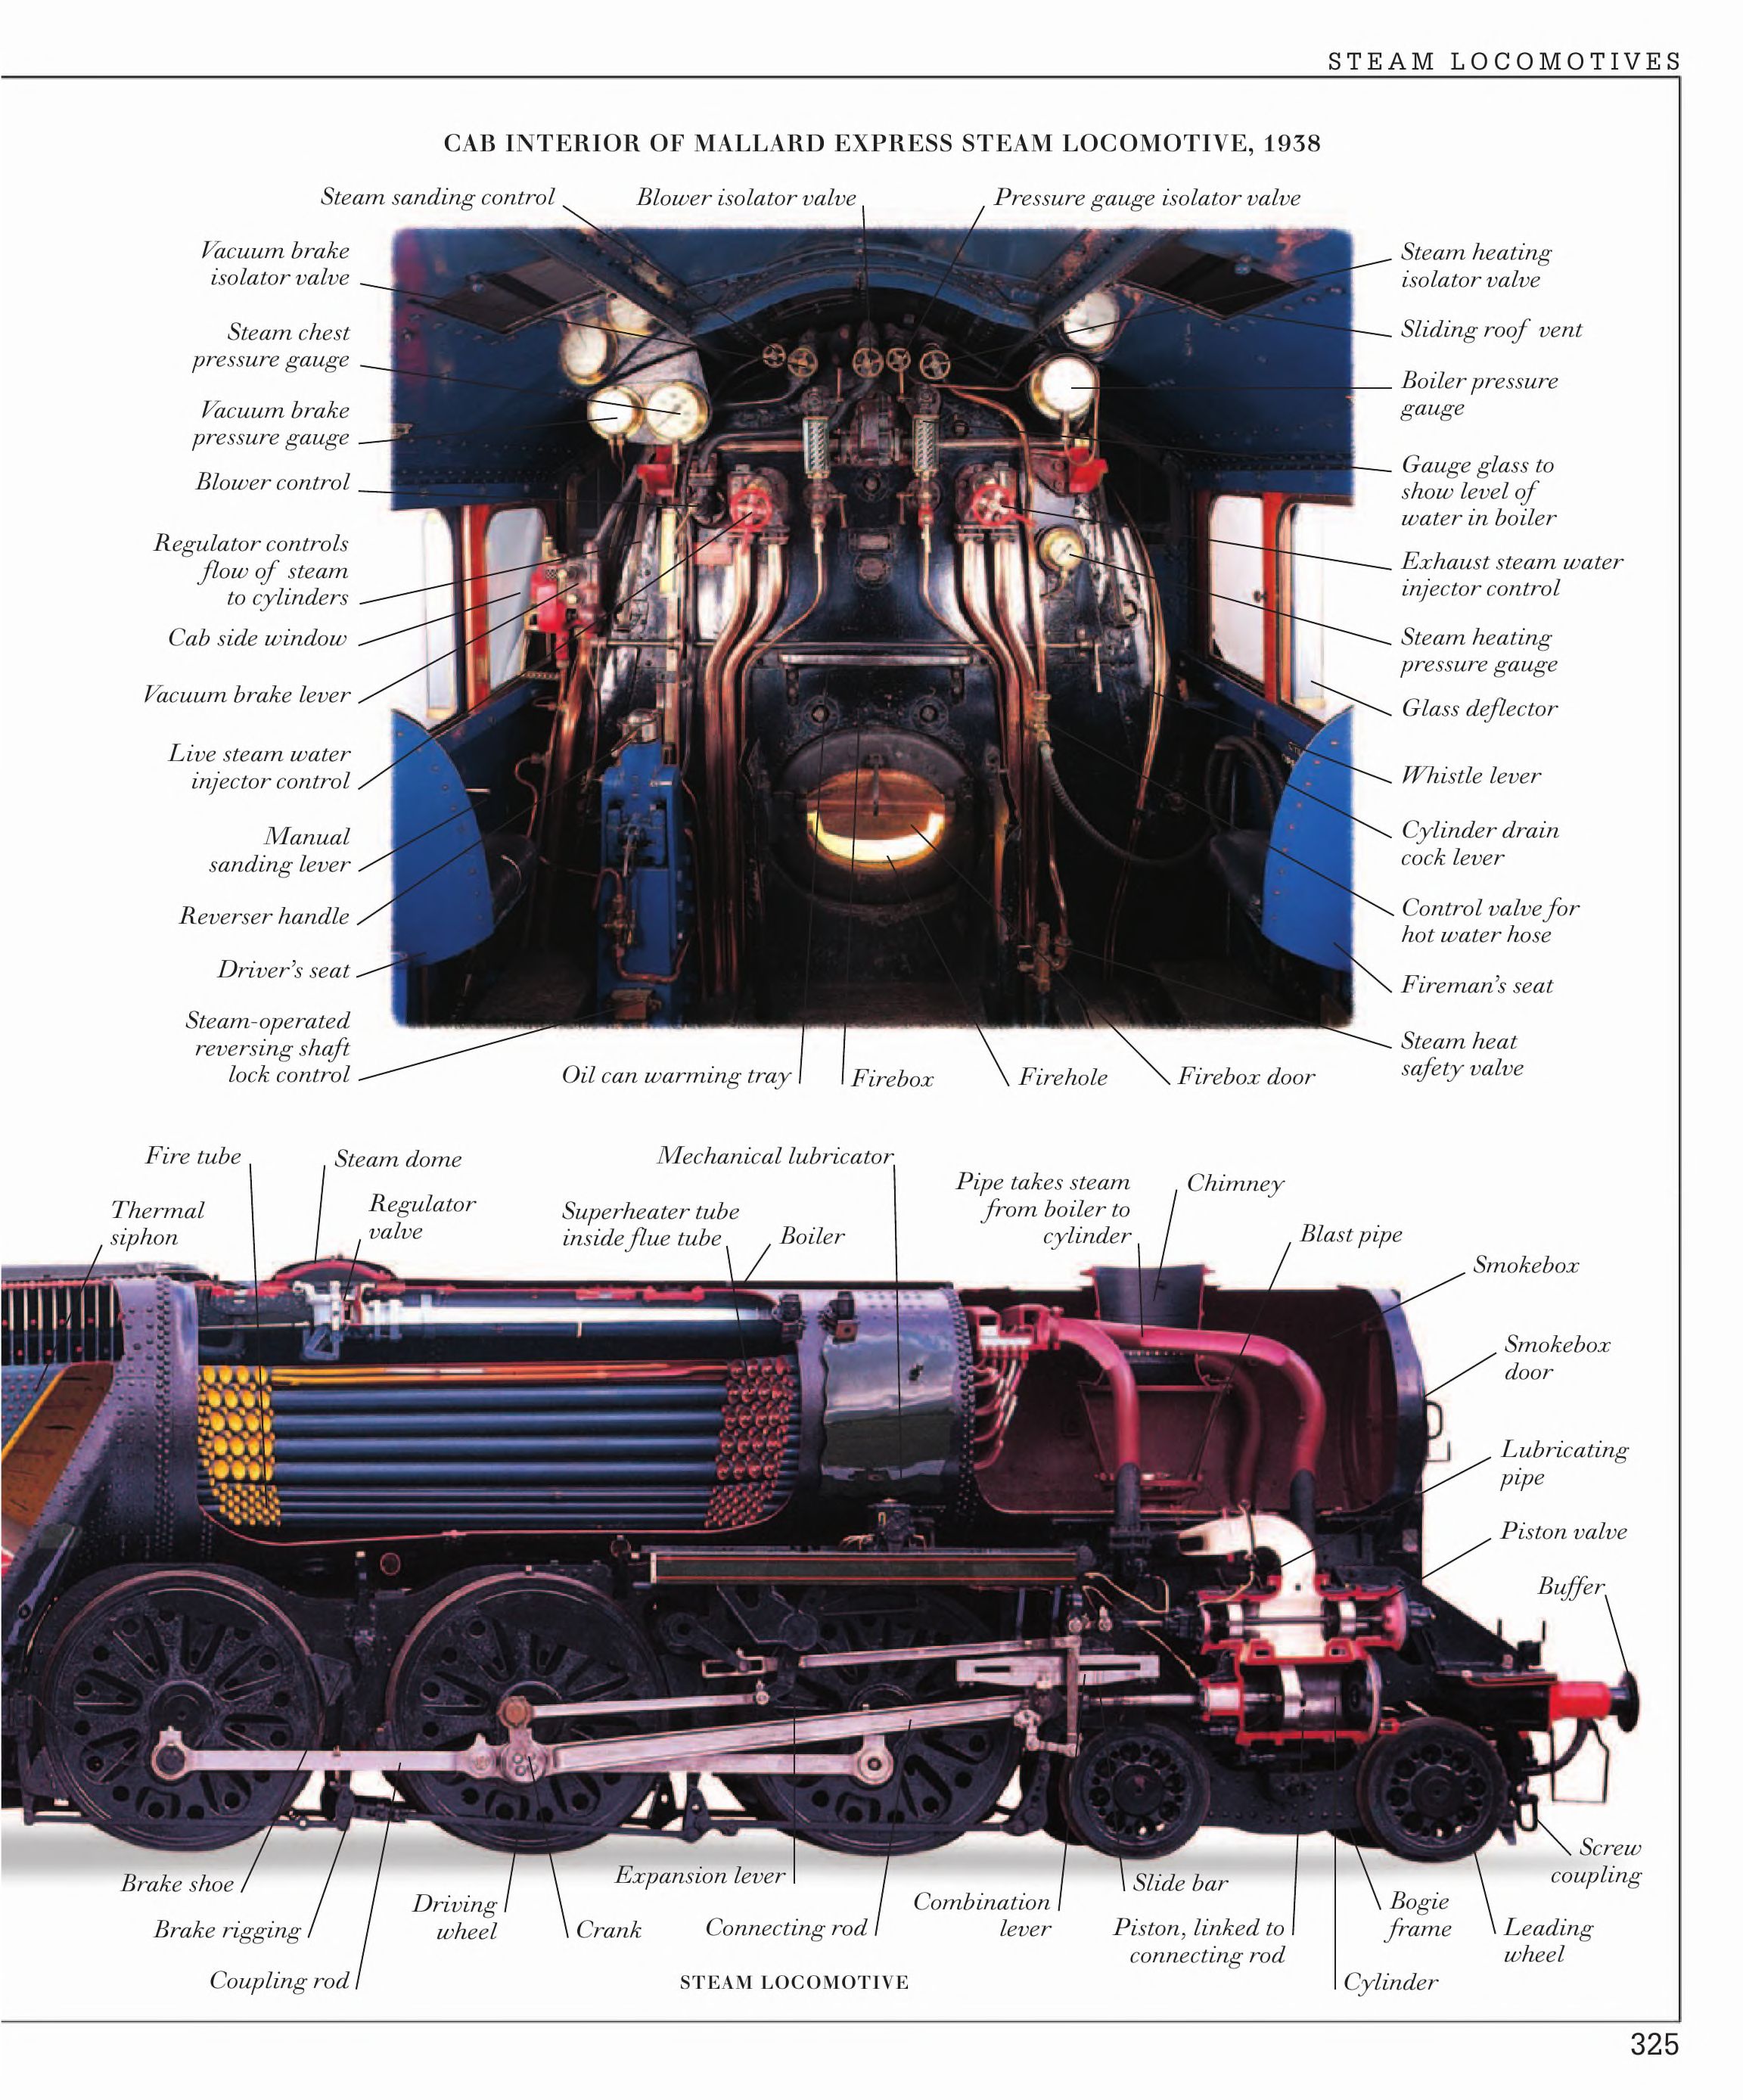 STEAM LOCOMOTIVES
CAB INTERIOR OF MALLARD EXPRESS STEAM LOCOMOTIVE, 1938
Steam sanding control
Blower isolator valve
Pressure gauge isolator valve
Vacuum brake
isolator valve
Steam chest
pressure gauge
Vacuum brake
pressure gauge
Blower control
Regulator controls
flow of steam
to cylinders
Cab side window
Vacuum brake lever
Live steam water
injector control
Manual
sanding lever
Reverser handle
Driver's seat
Steam-operated
reversing shaft
lock control
Steam heating
isolator valve
Sliding roof vent
Boiler pressure
gauge
Gauge glass to
show level of
water in boiler
Exhaust steam water
injector control
Steam heating
pressure gauge
Glass deflector
Whistle lever
Cylinder drain
cock lever
Control valve for
hot water hose
Fireman's seat
Steam heat
safety valve
Oil can warming tray
Firebox
Firehole
Firebox door
Fire tube
Steam dome
Mechanical lubricator
Thermal
siphon
Regulator
valve
Superheater tube
inside flue tube
Boiler
Pipe takes steam
from boiler to
cylinder
Chimney
Blast pipe
Smokebox
Smokebox
door
Lubricating
pipe
Piston valve
Buffer
Brake shoe
Brake rigging
Coupling rod
Driving
wheel
Crank
Expansion lever
Connecting rod
Combination
lever
Slide bar
Piston, linked to
connecting rod
Cylinder
Bogie
frame
Leading
wheel
Screw
coupling
STEAM LOCOMOTIVE
325